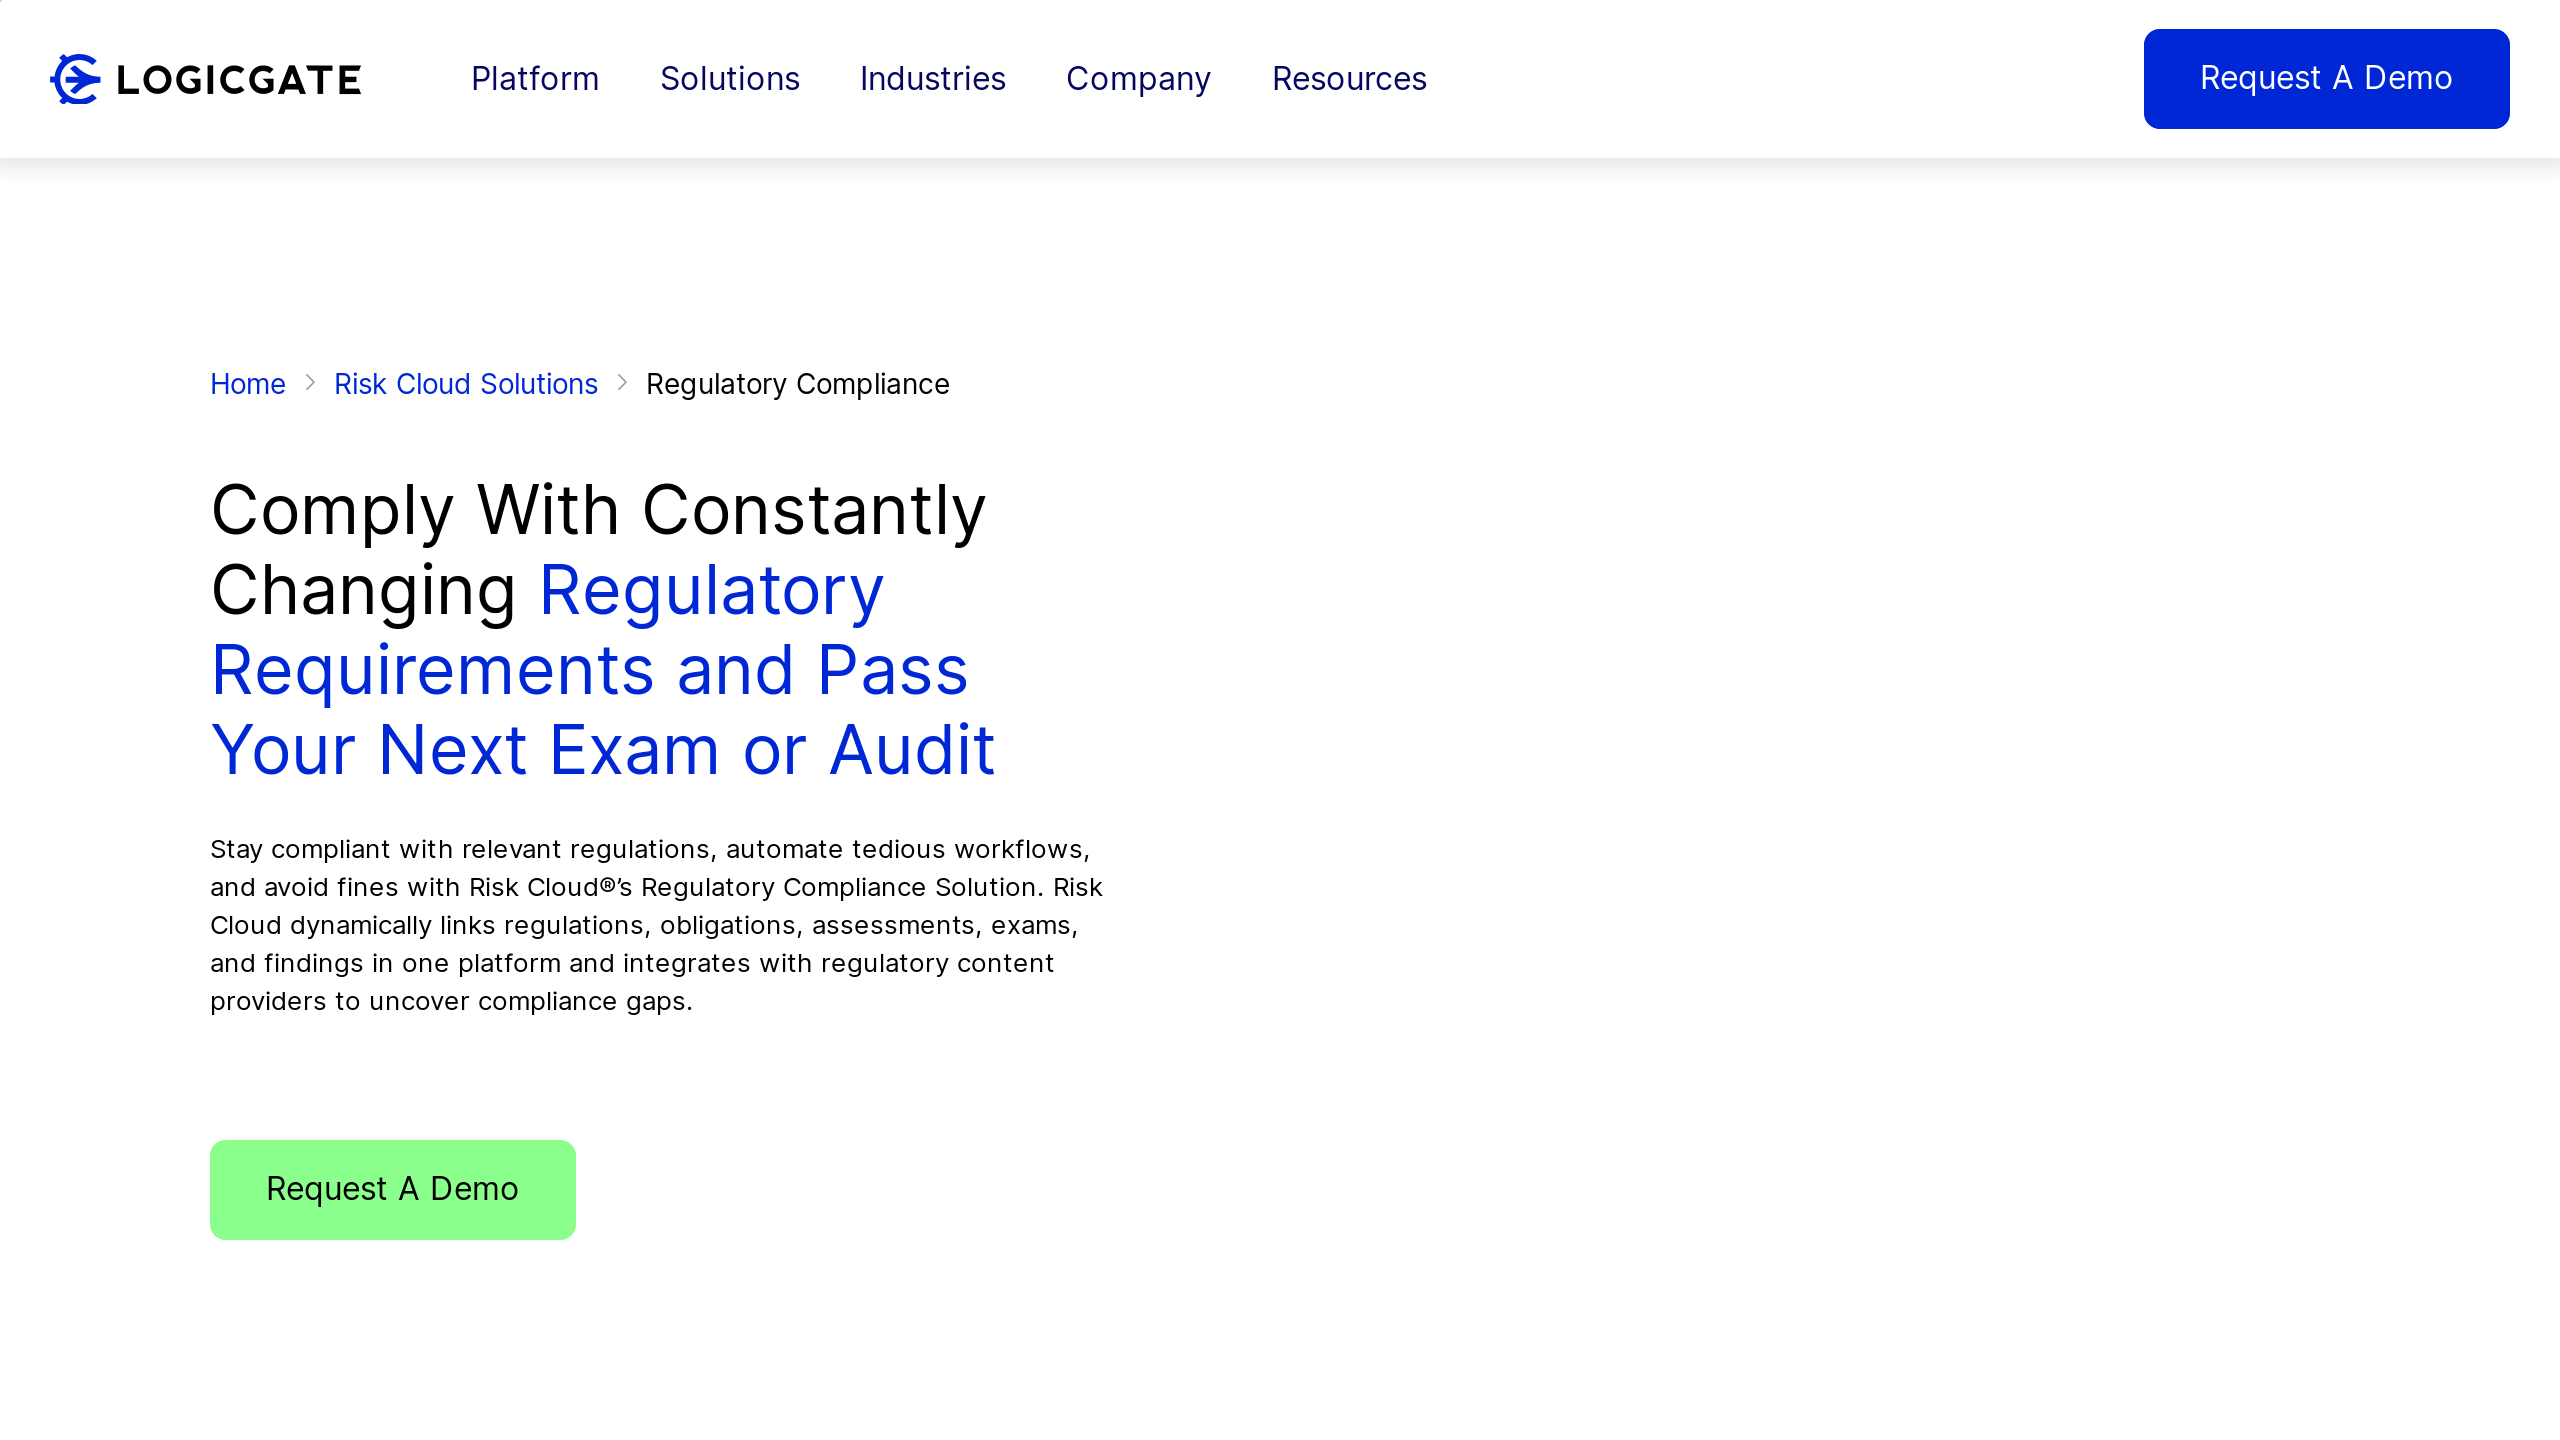 LOGICGATE
Platform
Solutions
Industries
Company
Resources
Request A Demo
Home
Risk Cloud Solutions
Regulatory Compliance
Comply With Constantly
Changing Regulatory
Requirements and Pass
Your Next Exam or Audit
Stay compliant with relevant regulations, automate tedious workflows,
and avoid fines with Risk Cloud®’s Regulatory Compliance Solution. Risk
Cloud dynamically links regulations, obligations, assessments, exams,
and findings in one platform and integrates with regulatory content
providers to uncover compliance gaps.
Request A Demo